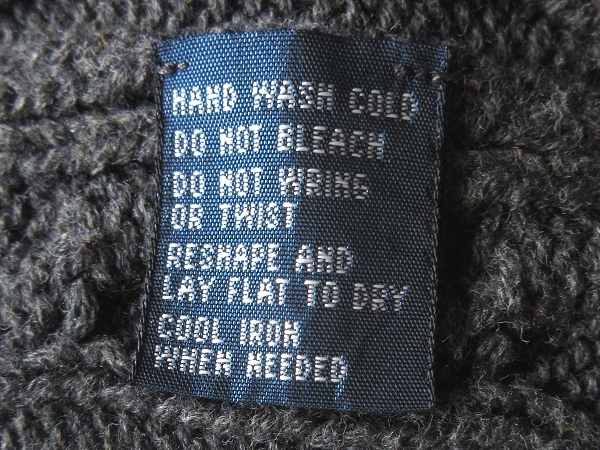 HAND WASH COLD
DO NOT BLEACH
DO NOT WRING
OR TWIST
RESHAPE AND
LAY FLAT TO DRY
COOL IRON
WHEN NEEDED